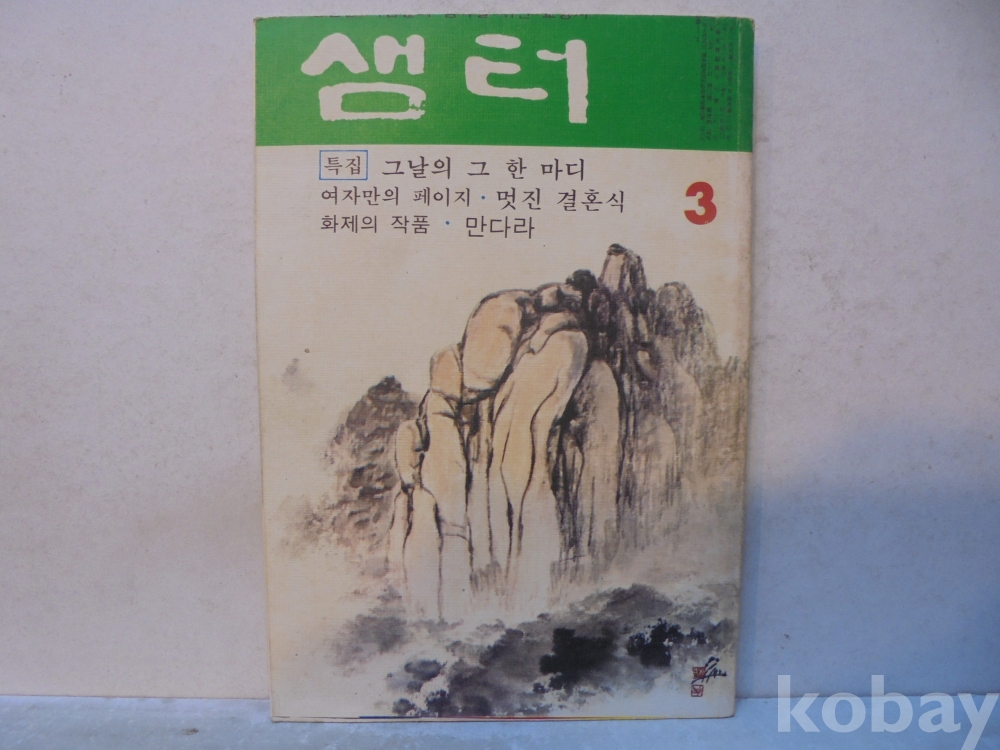 샘터
특집 그날의 그 한 마디
여자만의 페이지 · 멋진 결혼식
화제의 작품 · 만다라
3
kobay